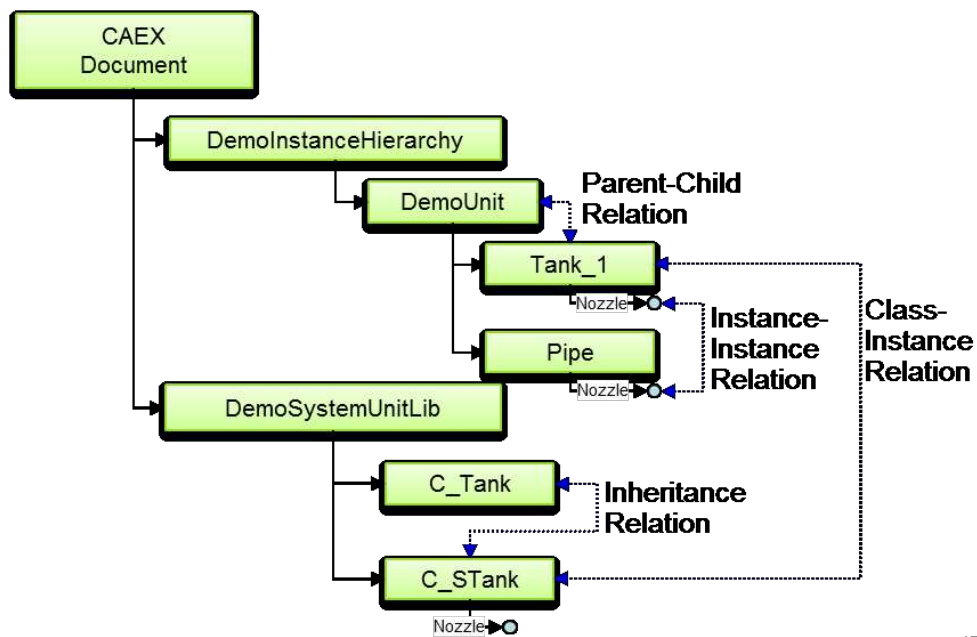 CAEX
Document
DemoInstanceHierarchy
DemoUnit
Parent-Child
Relation
Tank_1
Nozzle
Instance-
Instance
Relation
Class-
Instance
Relation
Pipe
Nozzle
DemoSystemUnitLib
C_Tank
Inheritance
Relation
C_STank
Nozzle